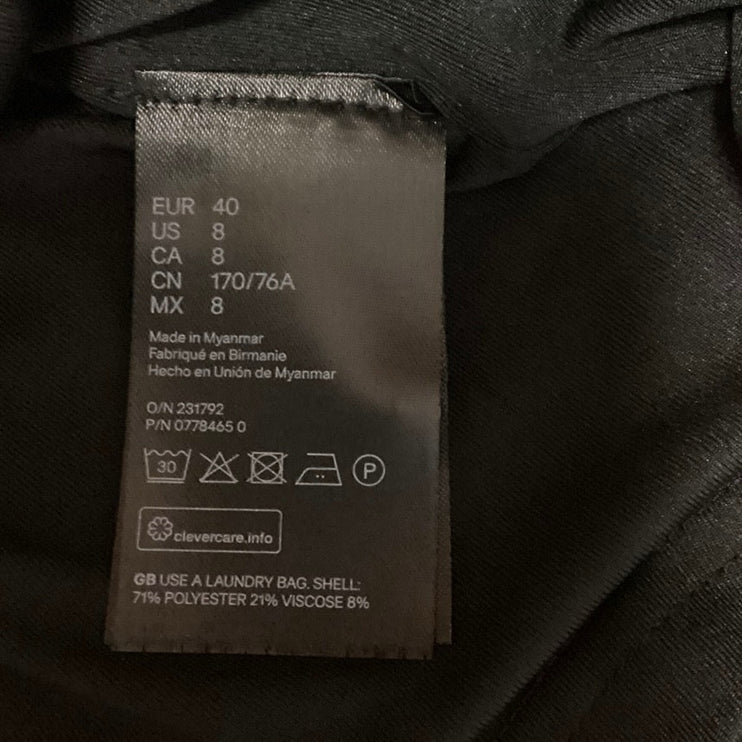 EUR 40
US 8
CA 8
CN 170/76A
MX 8
Made in Myanmar
Fabriqué en Birmanie
Hecho en Unión de Myanmar
O/N 231792
P/N 0778465 0
30
P
clevercare.info
GB USE A LAUNDRY BAG. SHELL:
71% POLYESTER 21% VISCOSE 8%